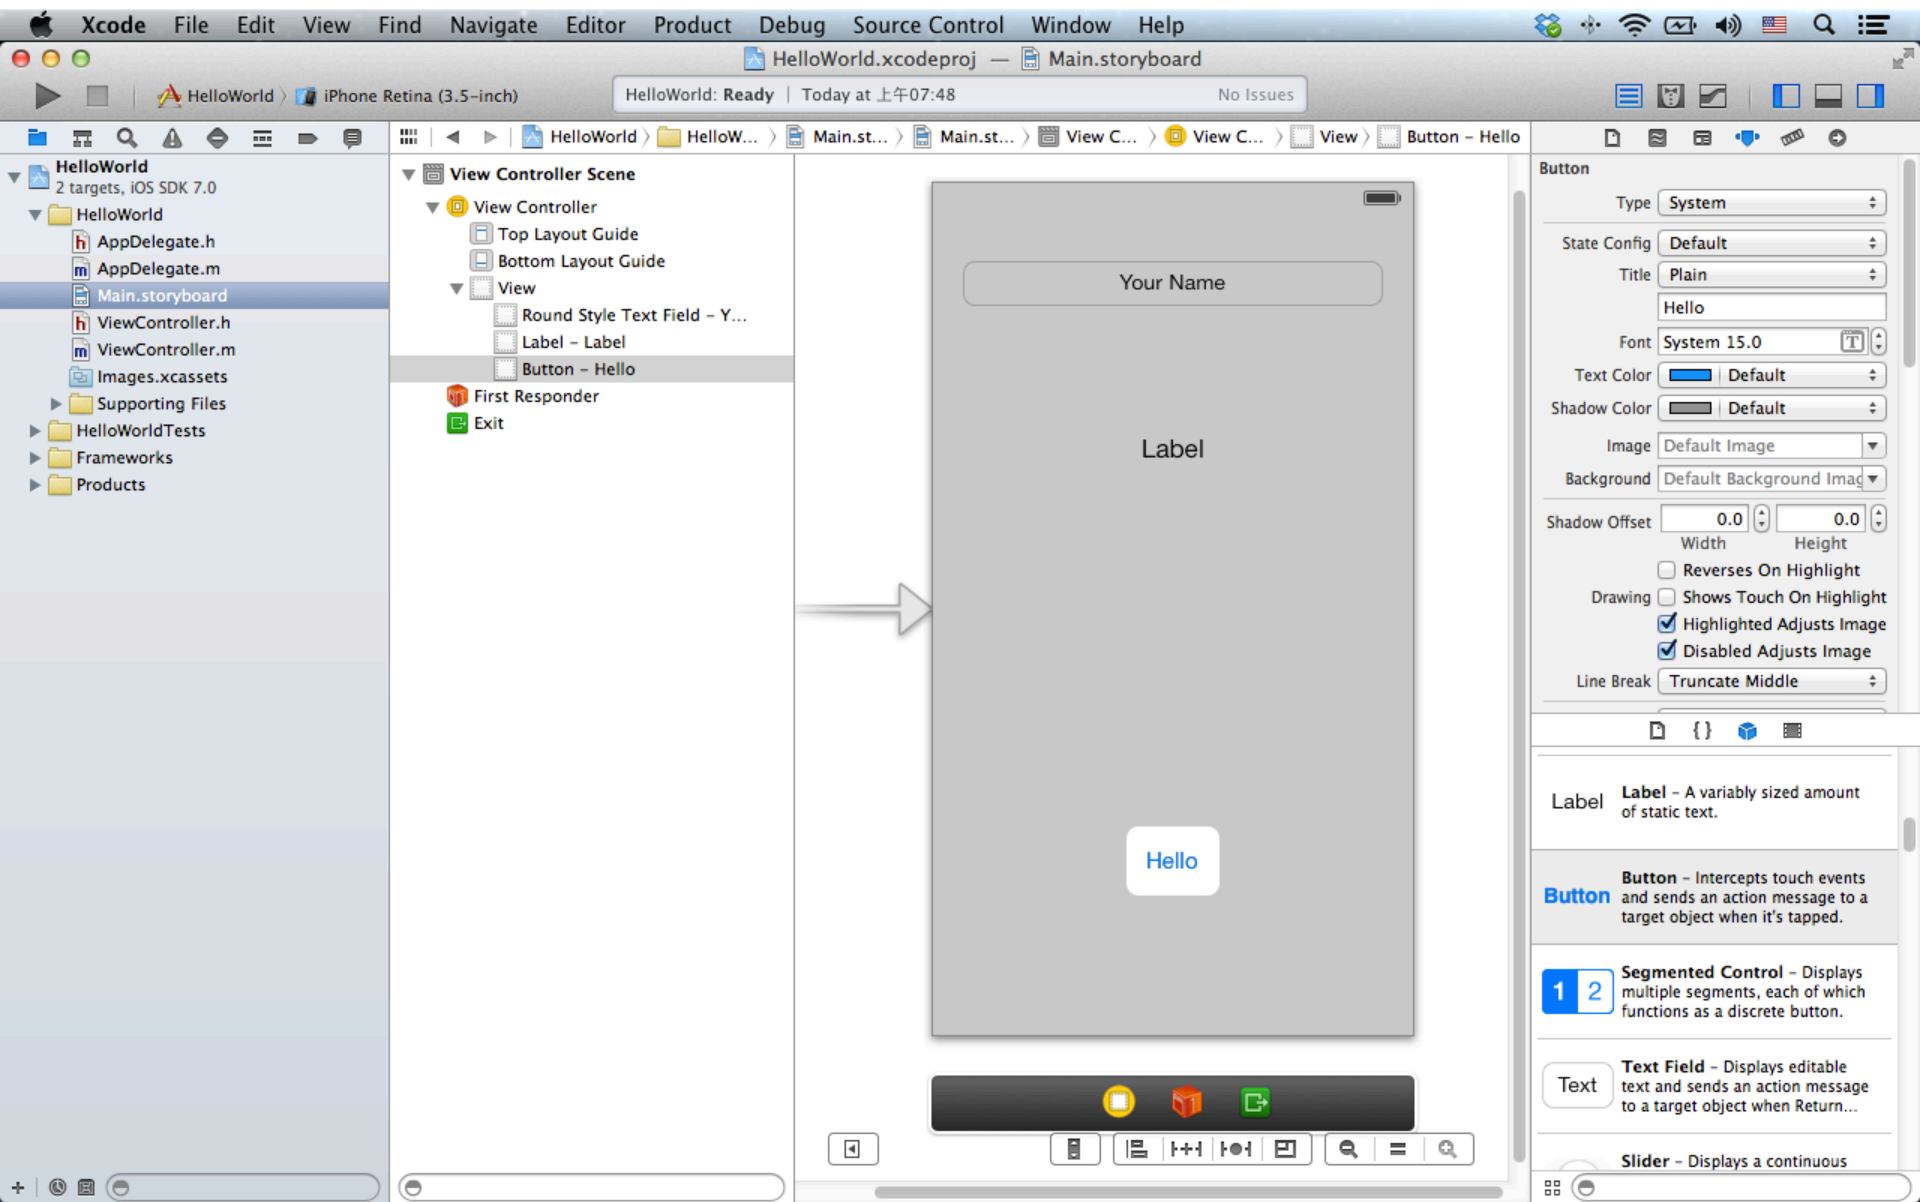 Xcode File Edit View Find Navigate Editor Product Debug Source Control Window Help
HelloWorld.xcodeproj — Main.storyboard
HelloWorld 〉 iPhone Retina (3.5-inch)
HelloWorld: Ready | Today at 上午07:48
No Issues
HelloWorld 〉 HelloW... 〉 Main.st... 〉 Main.st... 〉 View C... 〉 View C... 〉 View 〉 Button – Hello
HelloWorld
2 targets, iOS SDK 7.0
HelloWorld
AppDelegate.h
AppDelegate.m
Main.storyboard
ViewController.h
ViewController.m
Images.xcassets
Supporting Files
HelloWorldTests
Frameworks
Products
View Controller Scene
View Controller
Top Layout Guide
Bottom Layout Guide
View
Round Style Text Field – Y...
Label – Label
Button – Hello
First Responder
Exit
Your Name
Label
Hello
Button
Type System
State Config Default
Title Plain
Hello
Font System 15.0
Text Color Default
Shadow Color Default
Image Default Image
Background Default Background Imag
Shadow Offset 0.0 0.0
Width Height
Reverses On Highlight
Drawing Shows Touch On Highlight
Highlighted Adjusts Image
Disabled Adjusts Image
Line Break Truncate Middle
{ }
Label
Label – A variably sized amount
of static text.
Button
Button – Intercepts touch events
and sends an action message to a
target object when it's tapped.
1 2
Segmented Control – Displays
multiple segments, each of which
functions as a discrete button.
Text
Text Field – Displays editable
text and sends an action message
to a target object when Return...
Slider – Displays a continuous